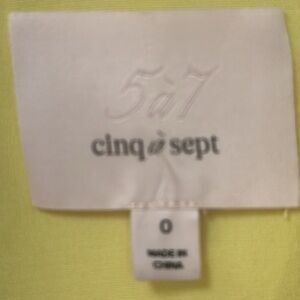 5à7
cinq à sept
0
MADE IN
CHINA